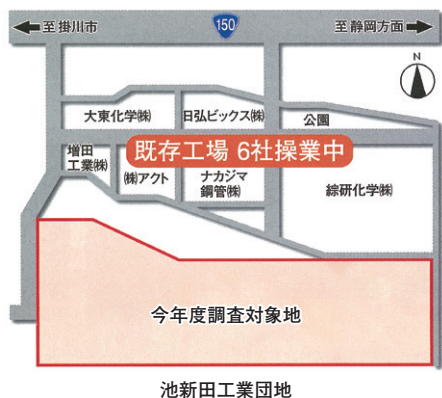 至掛川市
150
至静岡方面
N
大東化学㈱
日弘ビックス㈱
公園
既存工場 6社操業中
増田
工業㈱
㈱アクト
ナカジマ
鋼管㈱
綜研化学㈱
今年度調査対象地
池新田工業団地